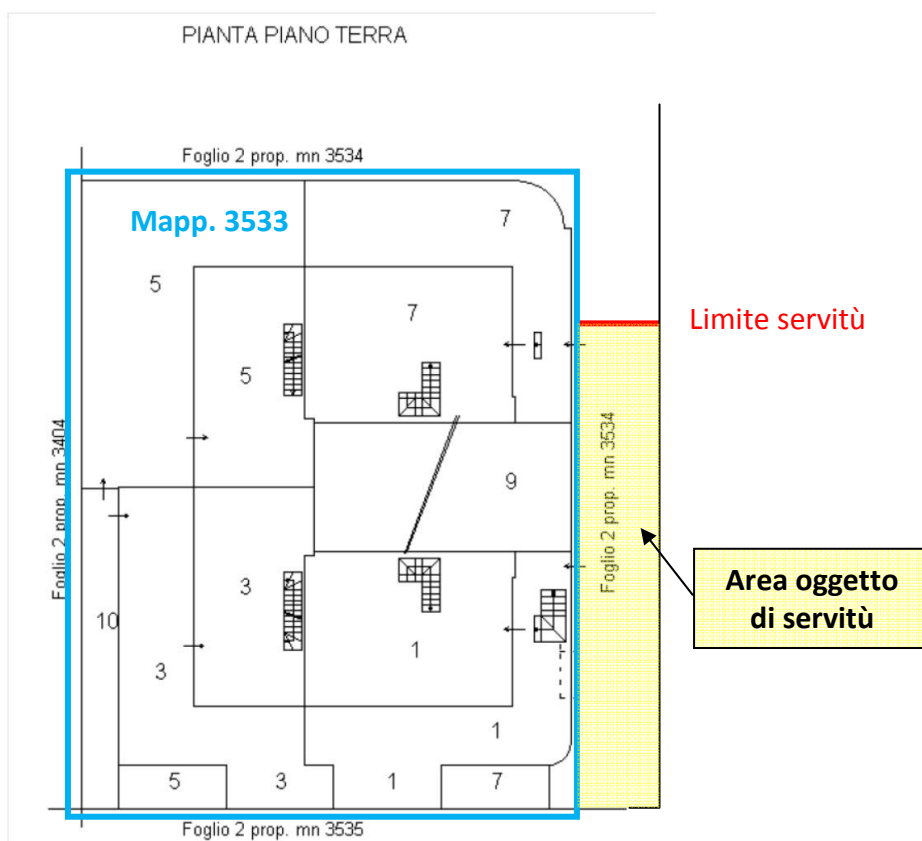 PIANTA PIANO TERRA
Foglio 2 prop. mn 3534
Mapp. 3533
7
5
7
Limite servitù
5
Foglio 2 prop. mn 3404
9
Foglio 2 prop. mn 3534
Area oggetto
di servitù
3
10
1
3
1
5
3
1
7
Foglio 2 prop. mn 3535